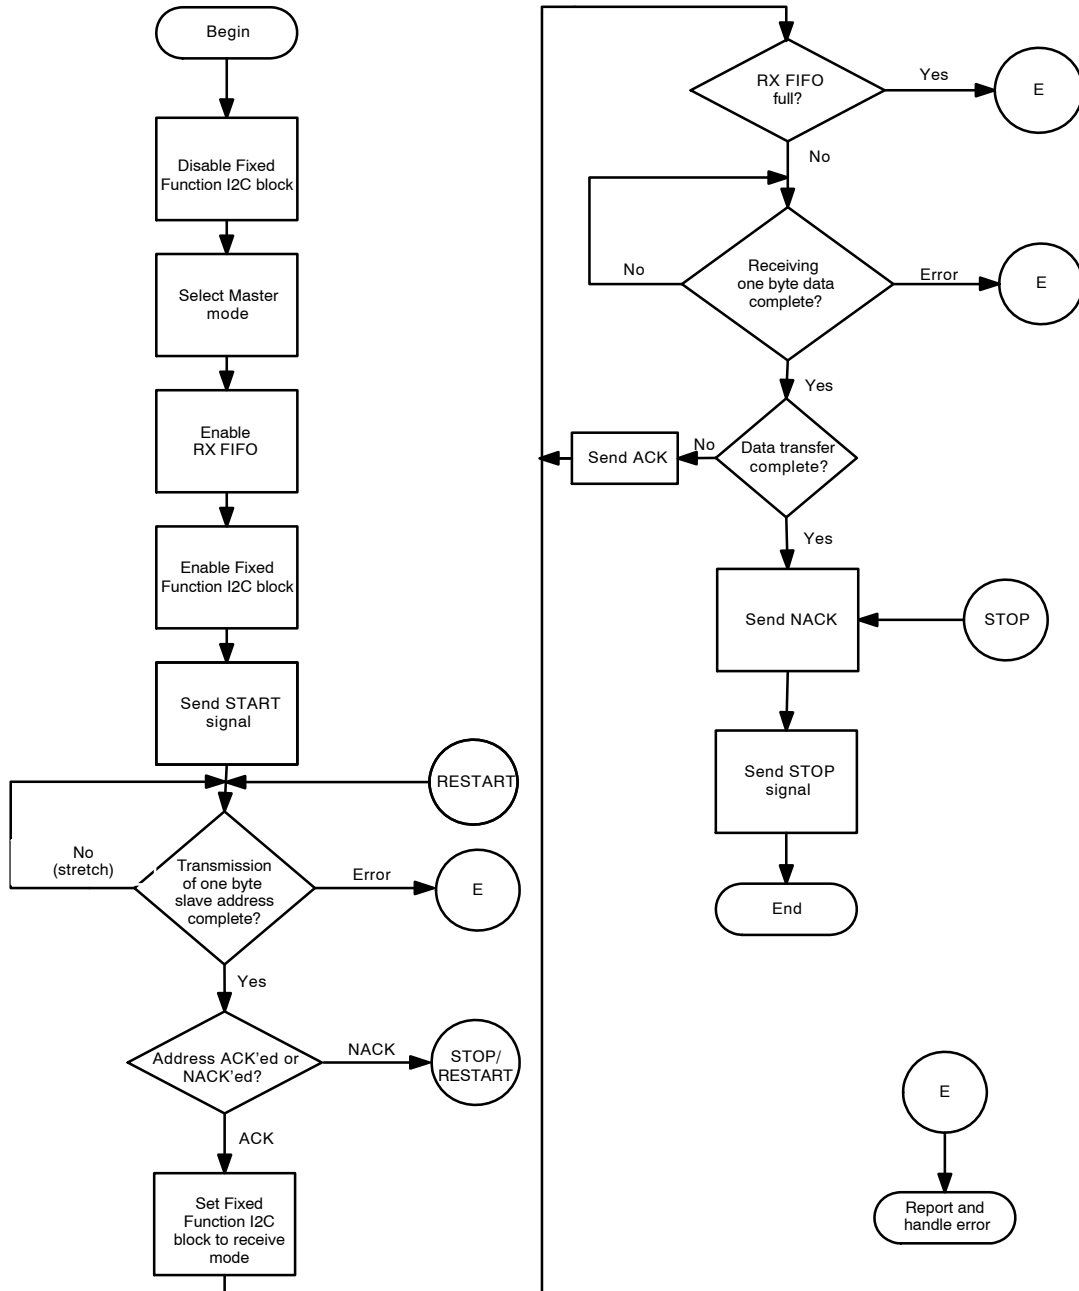 Begin
Disable Fixed
Function I2C block
Select Master
mode
Enable
RX FIFO
Enable Fixed
Function I2C block
Send START
signal
RESTART
No
(stretch)
Transmission
of one byte
slave address
complete?
Error
E
Yes
Address ACK'ed or
NACK'ed?
NACK
STOP/
RESTART
ACK
Set Fixed
Function I2C
block to receive
mode
RX FIFO
full?
Yes
E
No
No
Receiving
one byte data
complete?
Error
E
Yes
Send ACK
No
Data transfer
complete?
Yes
Send NACK
STOP
Send STOP
signal
End
E
Report and
handle error